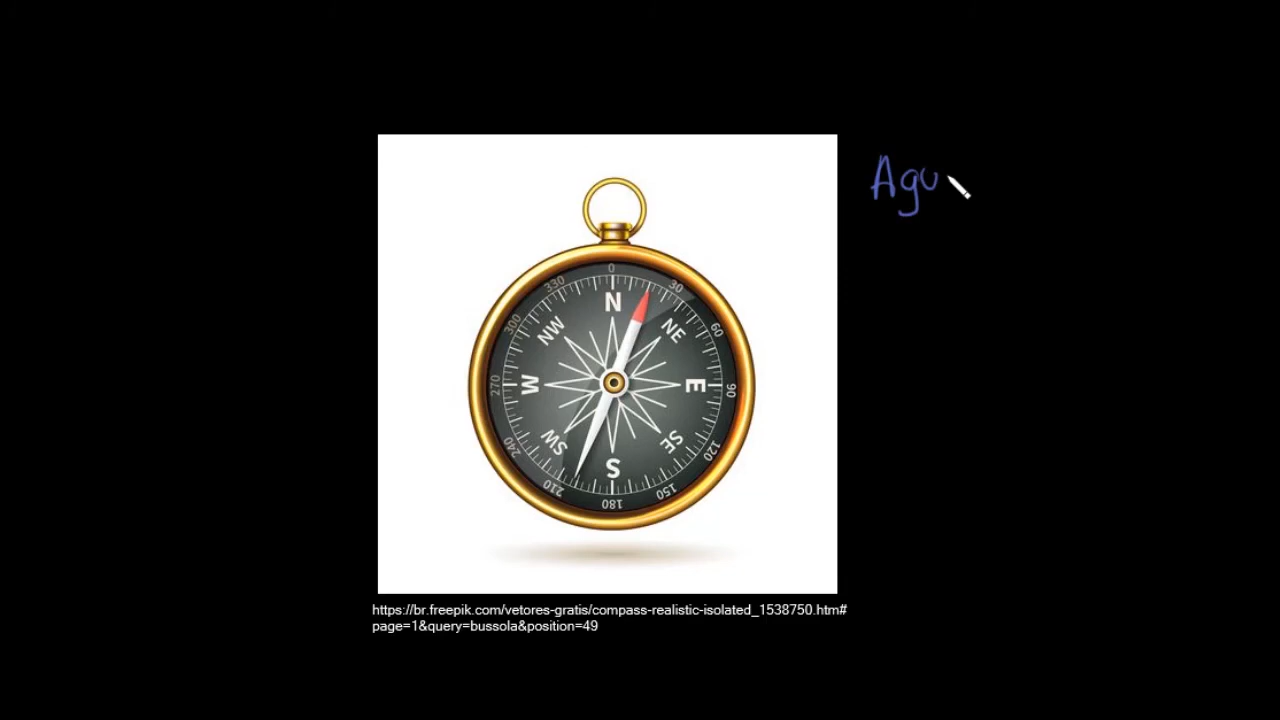 Agu
0
30
60
90
120
150
180
210
240
270
300
330
N
NE
E
SE
S
SW
W
NW
https://br.freepik.com/vetores-gratis/compass-realistic-isolated_1538750.htm#
page=1&query=bussola&position=49